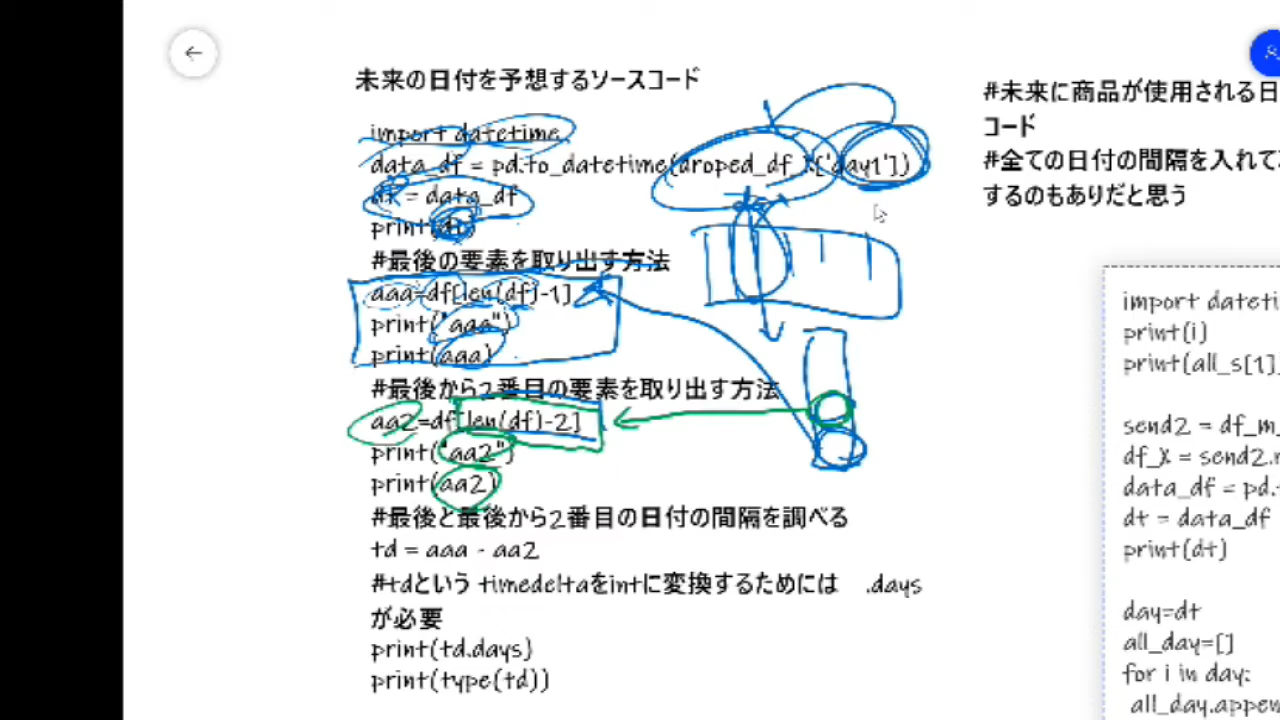 未来の日付を予想するソースコード
import datetime
data_df = pd.to_datetime(droped_df ['day1'])
= data_df
print(
#最後の要素を取り出す方法
aaa=df[len(df)-1]
print("aaa")
print(aaa)
#最後から2番目の要素を取り出す方法
aa2=df[len(df)-2]
print("aa2")
print(aa2)
#最後と最後から2番目の日付の間隔を調べる
td = aaa - aa2
#tdという timedeltaをintに変換するためには .days
が必要
print(td.days)
print(type(td))
#未来に商品が使用される日
コード
#全ての日付の間隔を入れて
するのもありだと思う
import dateti
print(i)
print(all_s[1]
send2 = df_m_
df_X = send2.
data_df = pd.
dt = data_df
print(dt)
day=dt
all_day=[]
for i in day:
all_day.appen